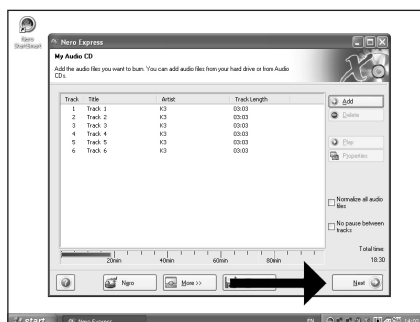 Nero
StartSmart
Nero Express
My Audio CD
Add the audio files you want to burn. You can add audio files from your hard drive or from Audio
CDs.
Track Title Artist Track Length
1 Track 1 K3 03:03
2 Track 2 K3 03:03
3 Track 3 K3 03:03
4 Track 4 K3 03:03
5 Track 5 K3 03:03
6 Track 6 K3 03:03
Add
Delete
Play
Properties
Normalize all audio
files
No pause between
tracks
Total time:
18:30
20min 40min 60min 80min
Nero
More >>
Next
start
Nero Express
EN